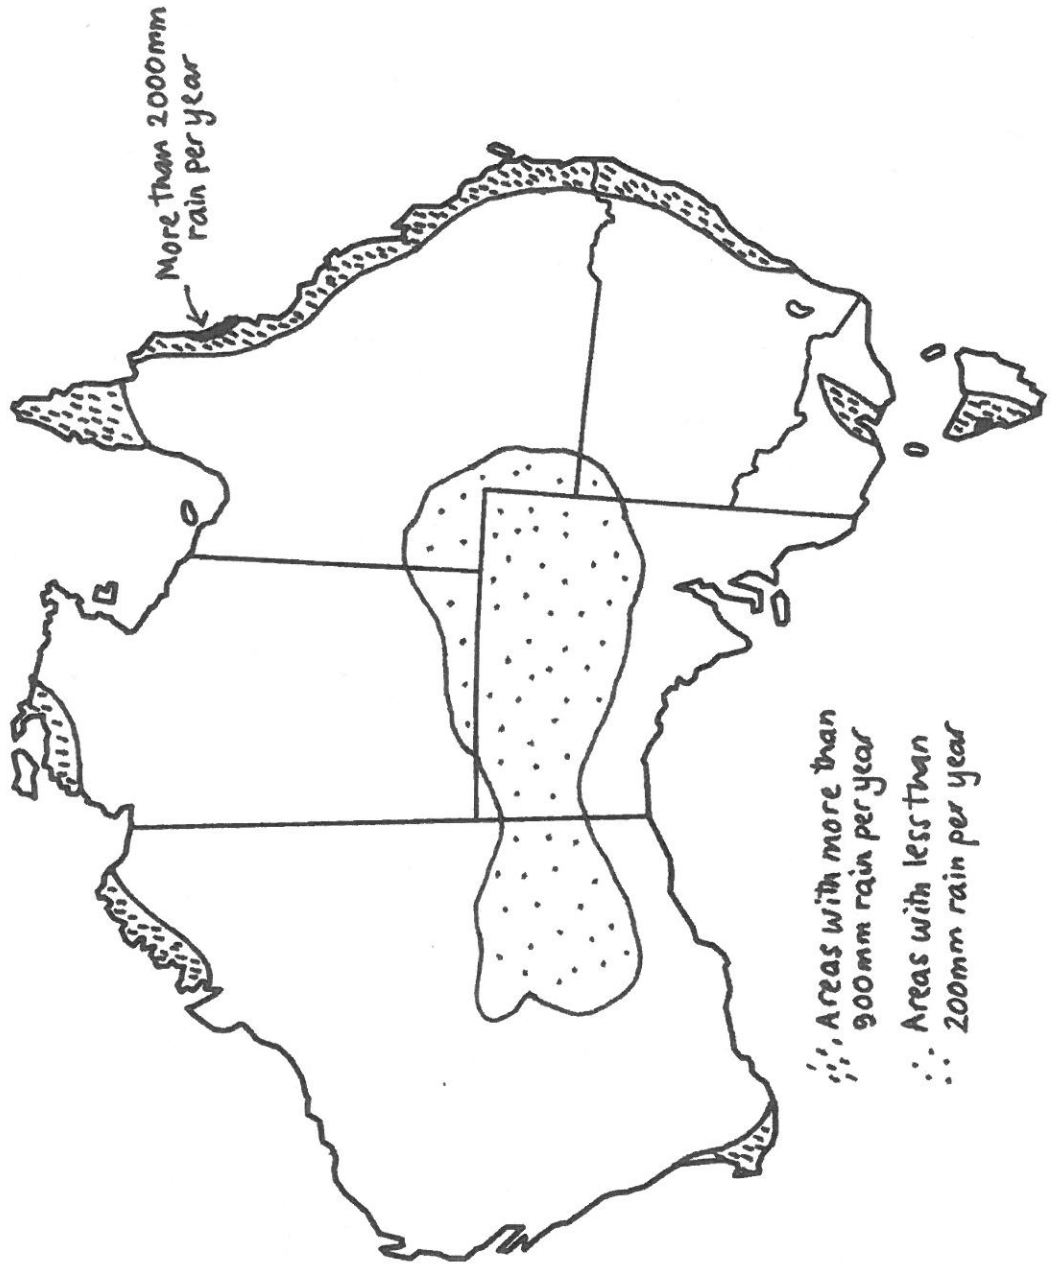 More than 2000mm
rain per year
Areas with more than
900mm rain per year
Areas with less than
200mm rain per year